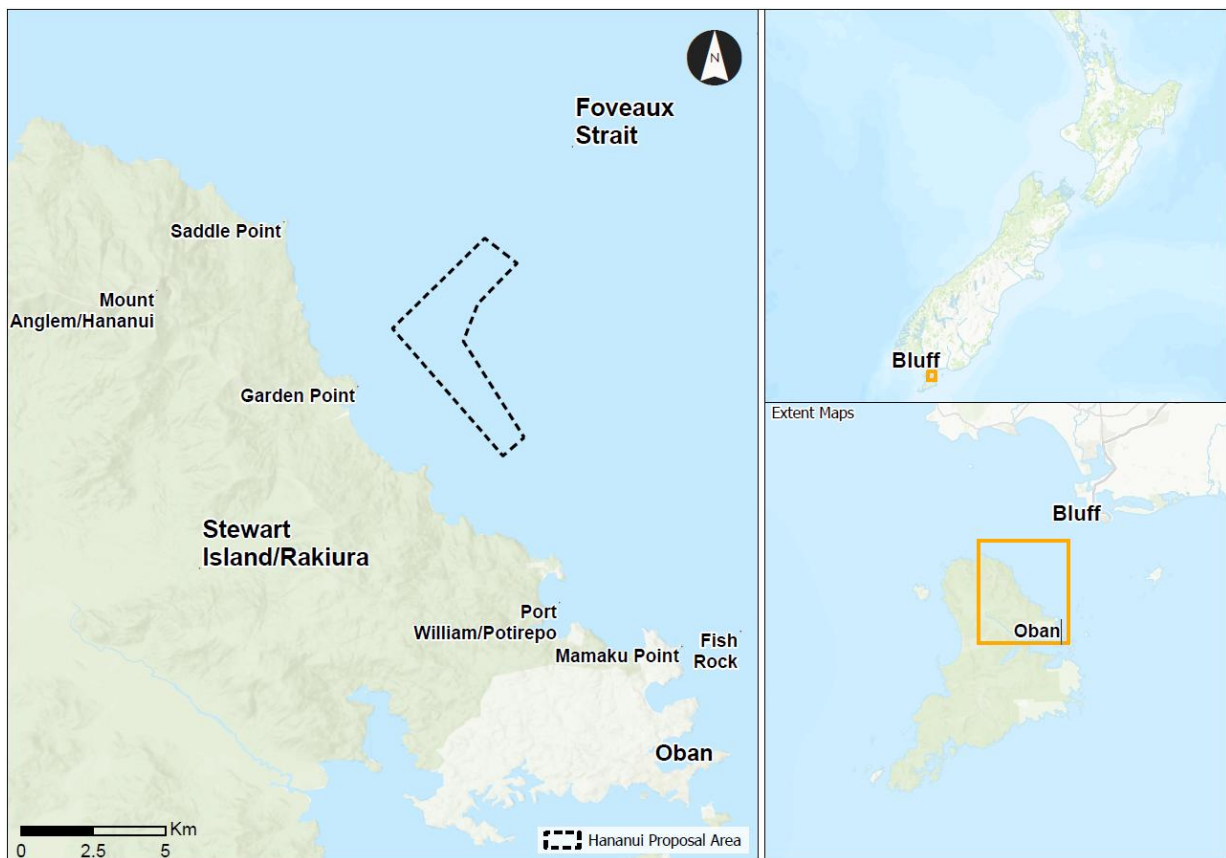 N
Foveaux
Strait
Saddle Point
Mount
Anglem/Hananui
Garden Point
Stewart
Island/Rakiura
Port
William/Potirepo
Mamaku Point
Fish
Rock
Oban
Km
0 2.5 5
Hananui Proposal Area
Bluff
Extent Maps
Bluff
Oban